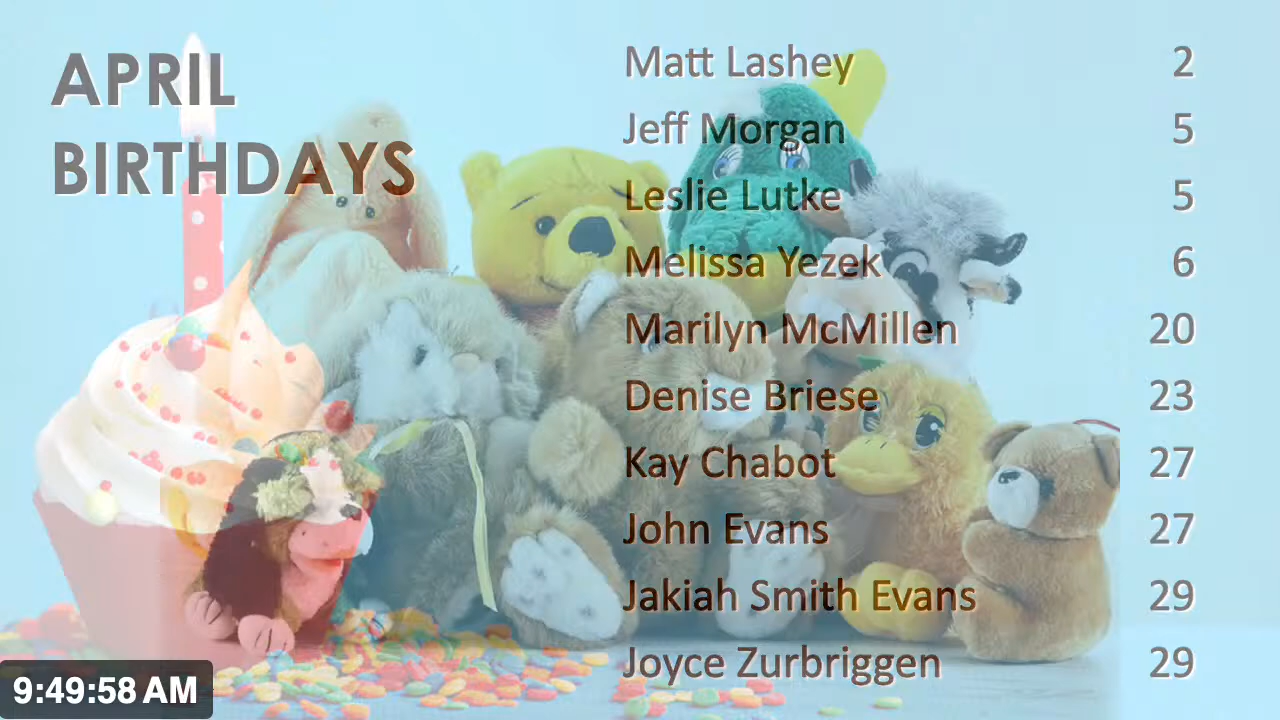 APRIL
BIRTHDAYS
Matt Lashey 2
Jeff Morgan 5
Leslie Lutke 5
Melissa Yezek 6
Marilyn McMillen 20
Denise Briese 23
Kay Chabot 27
John Evans 27
Jakiah Smith Evans 29
Joyce Zurbriggen 29
9:49:58 AM